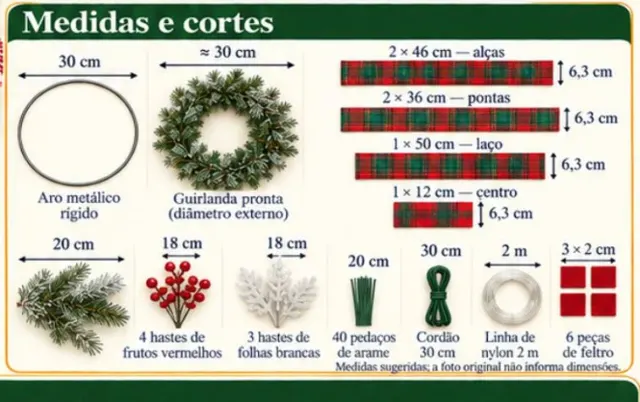 Medidas e cortes
30 cm
≈ 30 cm
2 × 46 cm — alças
6,3 cm
2 × 36 cm — pontas
6,3 cm
1 × 50 cm — laço
6,3 cm
1 × 12 cm — centro
6,3 cm
Aro metálico
rígido
Guirlanda pronta
(diâmetro externo)
20 cm
18 cm
18 cm
20 cm
30 cm
2 m
3 × 2 cm
4 hastes de
frutos vermelhos
3 hastes de
folhas brancas
40 pedaços
de arame
Cordão
30 cm
Linha de
nylon 2 m
6 peças
de feltro
Medidas sugeridas; a foto original não informa dimensões.